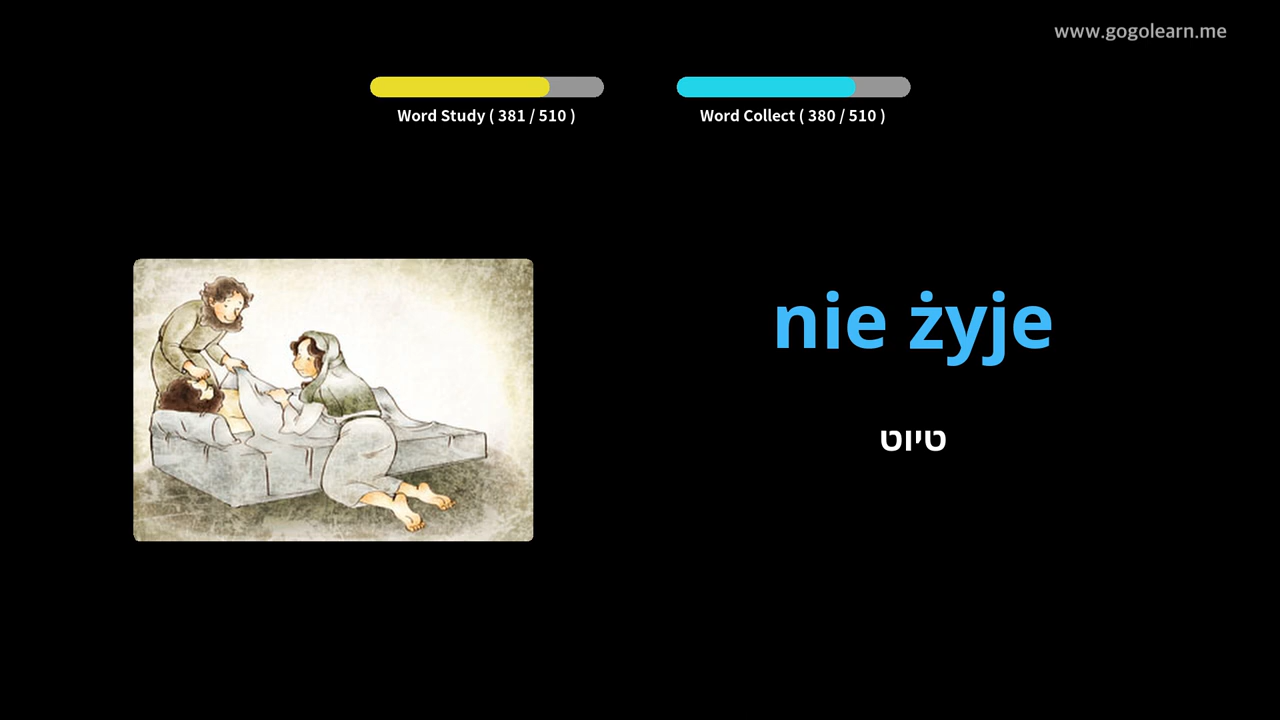 www.gogolearn.me
Word Study ( 381 / 510 )
Word Collect ( 380 / 510 )
nie żyje
טיוט